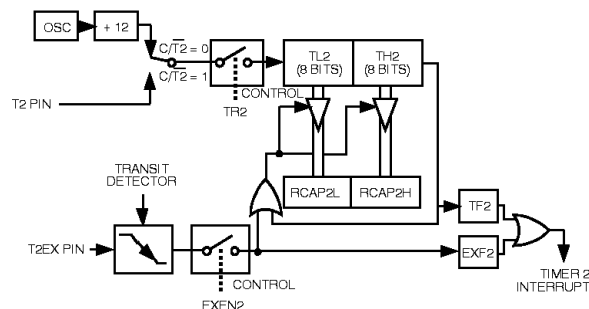 OSC
+ 12
C/T2 = 0
C/T2 = 1
T2 PIN
CONTROL
TR2
TL2
(8 BITS)
TH2
(8 BITS)
RCAP2L
RCAP2H
TRANSIT
DETECTOR
T2EX PIN
CONTROL
EXEN2
TF2
EXF2
TIMER 2
INTERRUPT